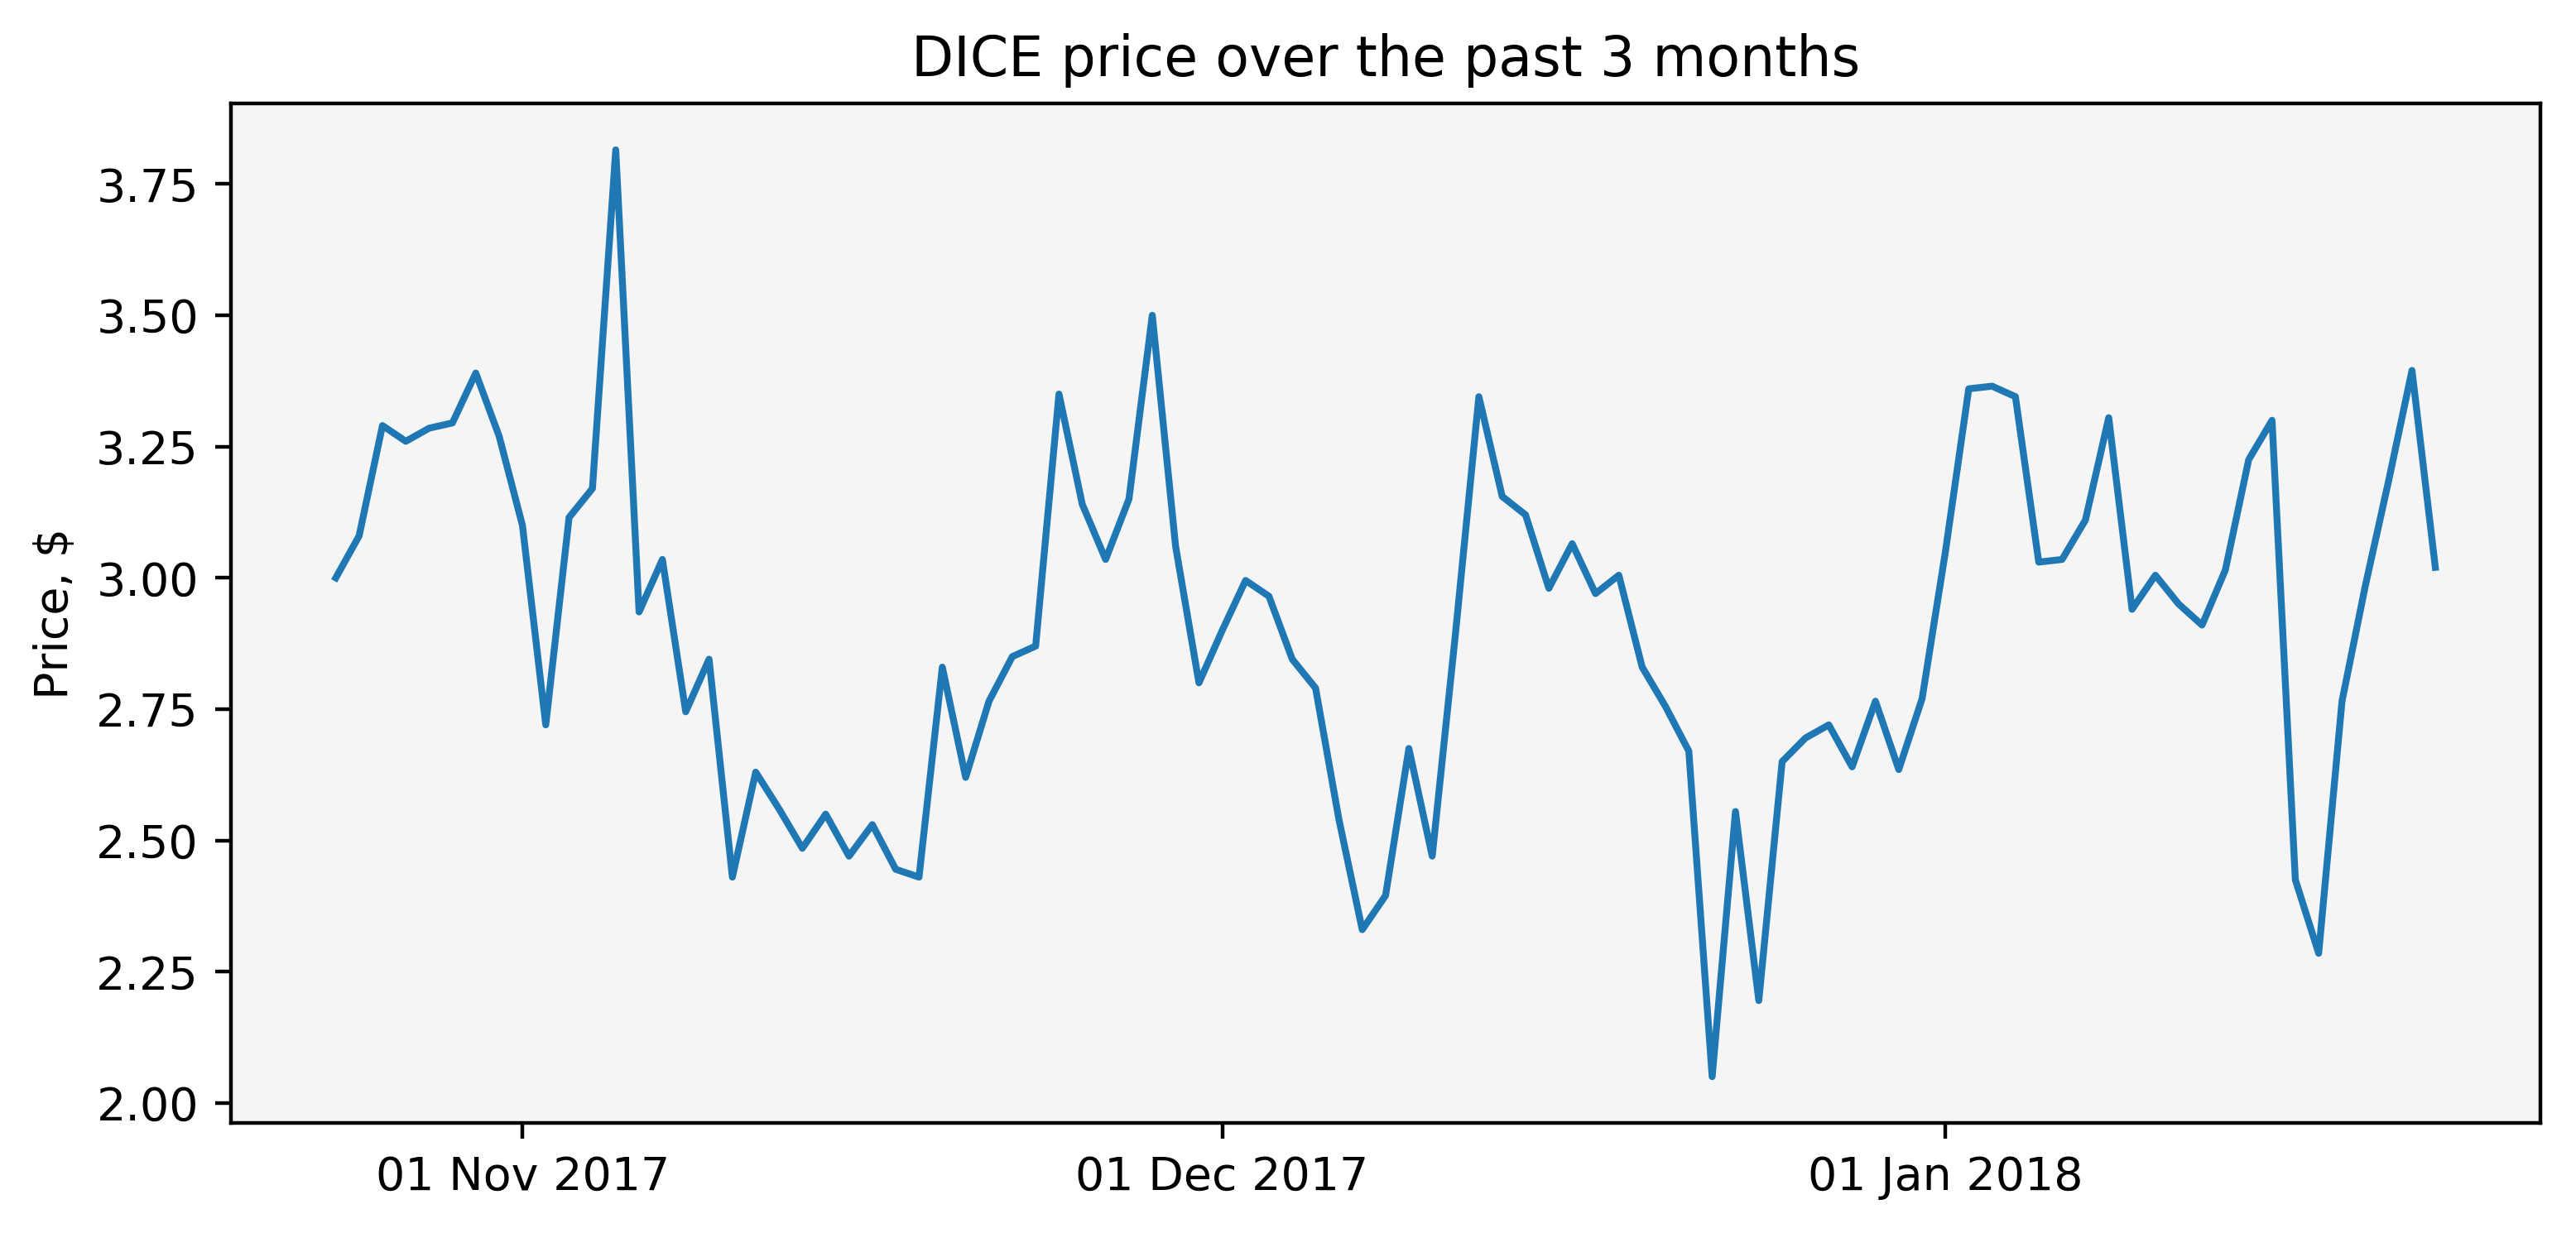 DICE price over the past 3 months
Price, $
3.75
3.50
3.25
3.00
2.75
2.50
2.25
2.00
01 Nov 2017
01 Dec 2017
01 Jan 2018